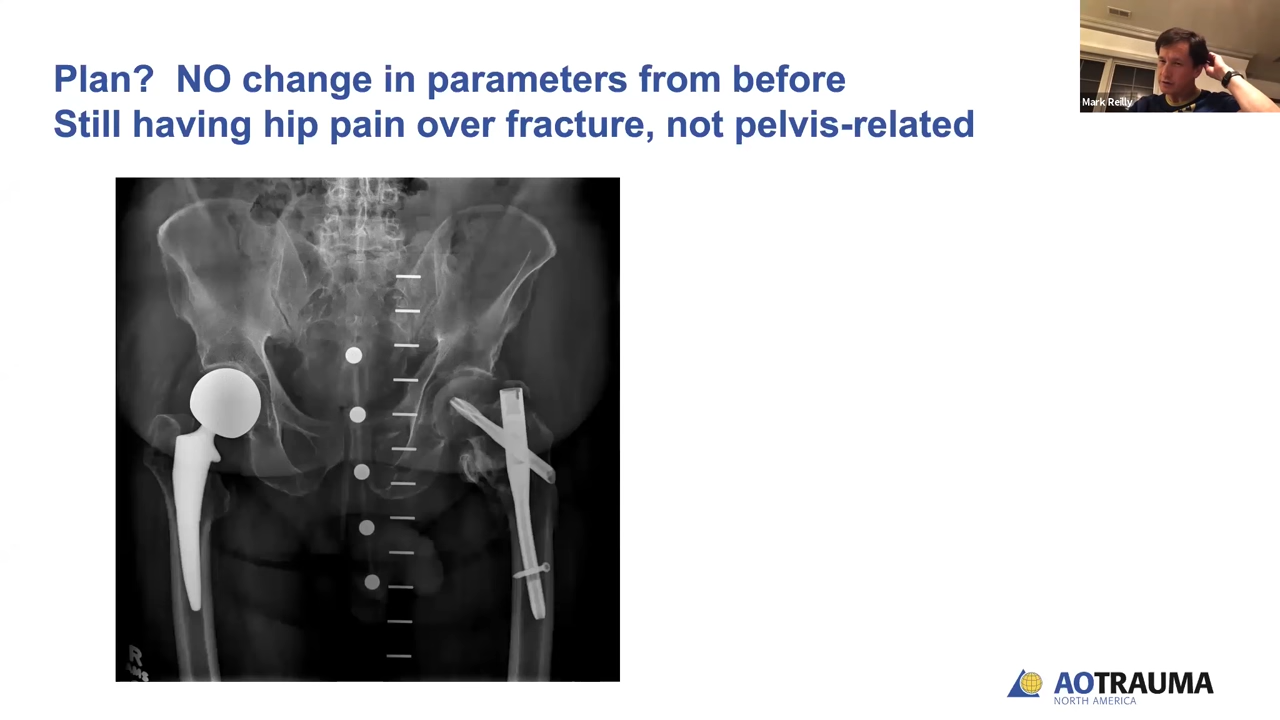 Plan?  NO change in parameters from before
Still having hip pain over fracture, not pelvis-related
Mark Reilly
R
AOTRAUMA
NORTH AMERICA